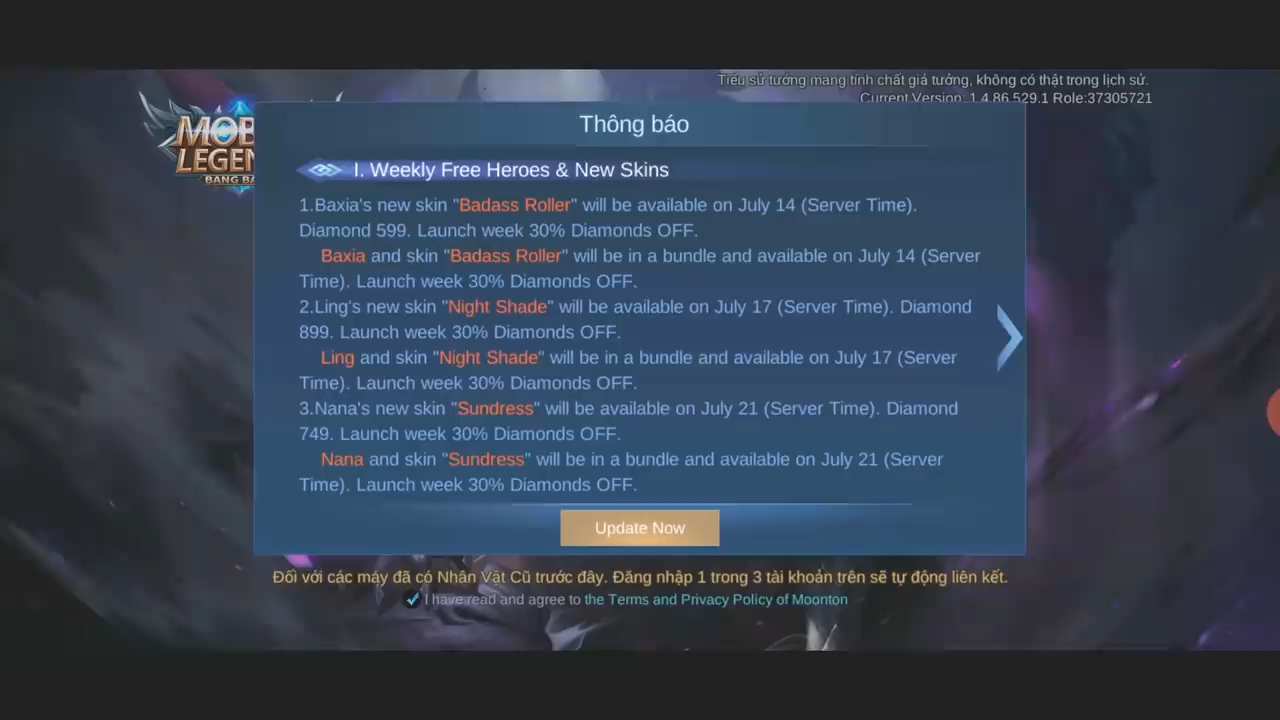 Tiểu sử tướng mang tính chất giả tưởng, không có thật trong lịch sử.
Current Version: 1.4.86.529.1 Role:37305721
MOB
LEGEN
BANG BA
Thông báo
I. Weekly Free Heroes & New Skins
1.Baxia's new skin "Badass Roller" will be available on July 14 (Server Time).
Diamond 599. Launch week 30% Diamonds OFF.
Baxia and skin "Badass Roller" will be in a bundle and available on July 14 (Server
Time). Launch week 30% Diamonds OFF.
2.Ling's new skin "Night Shade" will be available on July 17 (Server Time). Diamond
899. Launch week 30% Diamonds OFF.
Ling and skin "Night Shade" will be in a bundle and available on July 17 (Server
Time). Launch week 30% Diamonds OFF.
3.Nana's new skin "Sundress" will be available on July 21 (Server Time). Diamond
749. Launch week 30% Diamonds OFF.
Nana and skin "Sundress" will be in a bundle and available on July 21 (Server
Time). Launch week 30% Diamonds OFF.
Update Now
Đối với các máy đã có Nhân Vật Cũ trước đây. Đăng nhập 1 trong 3 tài khoản trên sẽ tự động liên kết.
I have read and agree to the Terms and Privacy Policy of Moonton